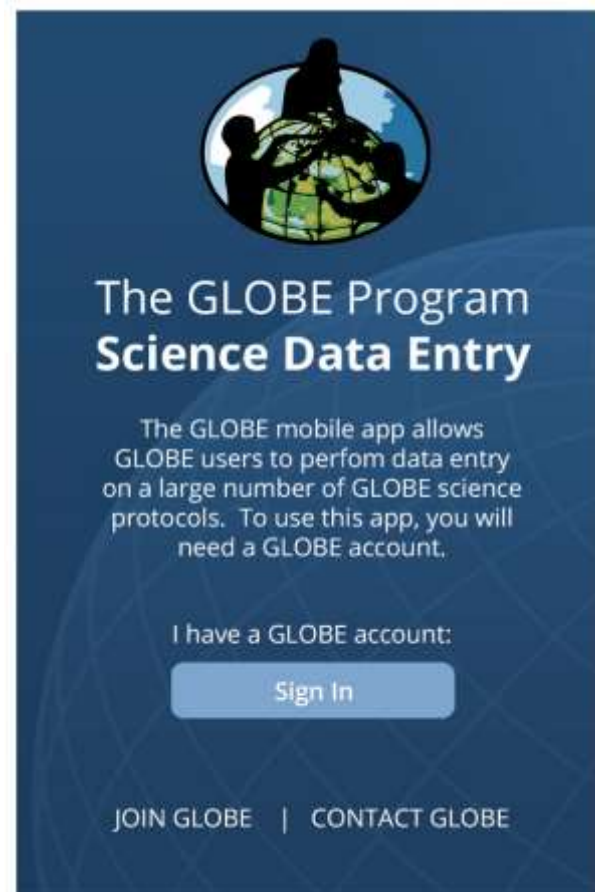 The GLOBE Program
Science Data Entry
The GLOBE mobile app allows
GLOBE users to perfom data entry
on a large number of GLOBE science
protocols.  To use this app, you will
need a GLOBE account.
I have a GLOBE account:
Sign In
JOIN GLOBE | CONTACT GLOBE